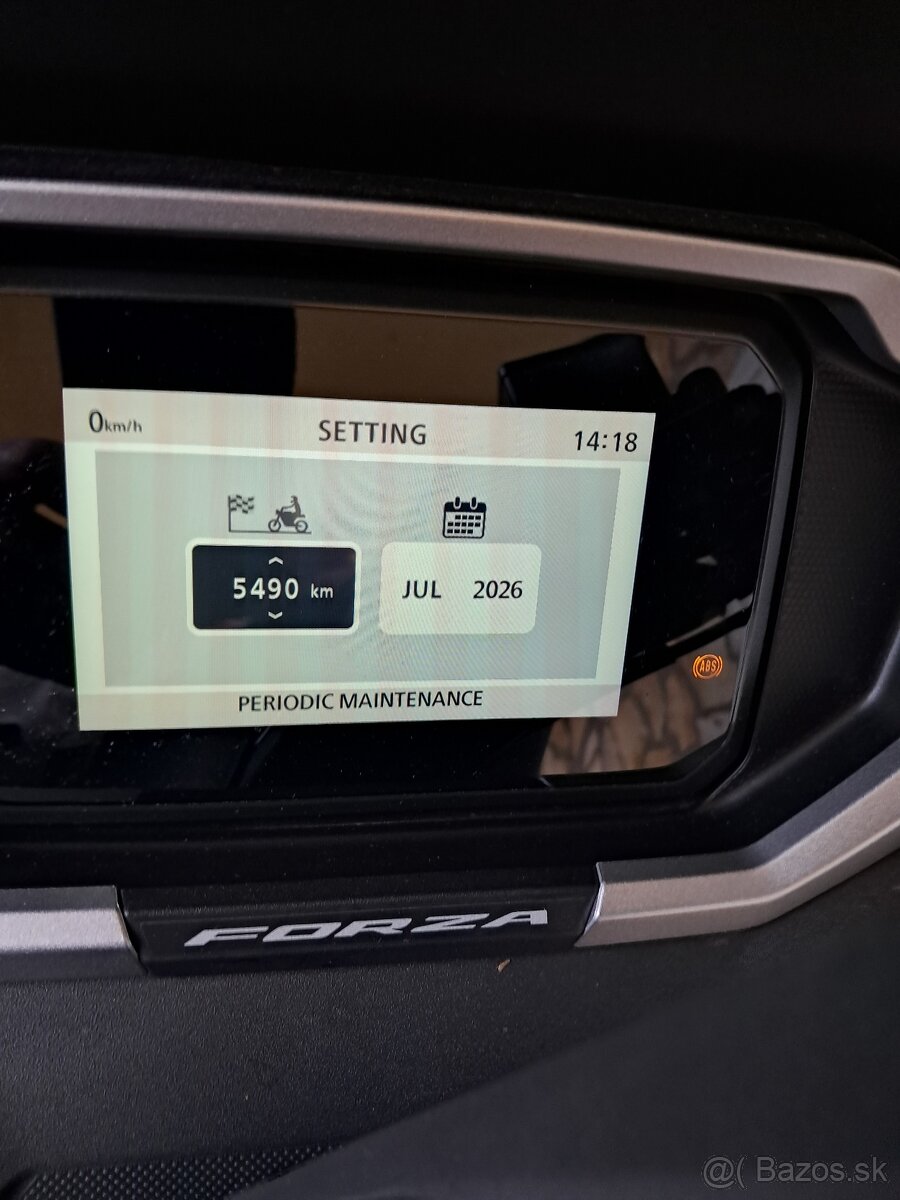 0km/h
SETTING
14:18
5490 km
JUL 2026
ABS
PERIODIC MAINTENANCE
FORZA
@( Bazos.sk